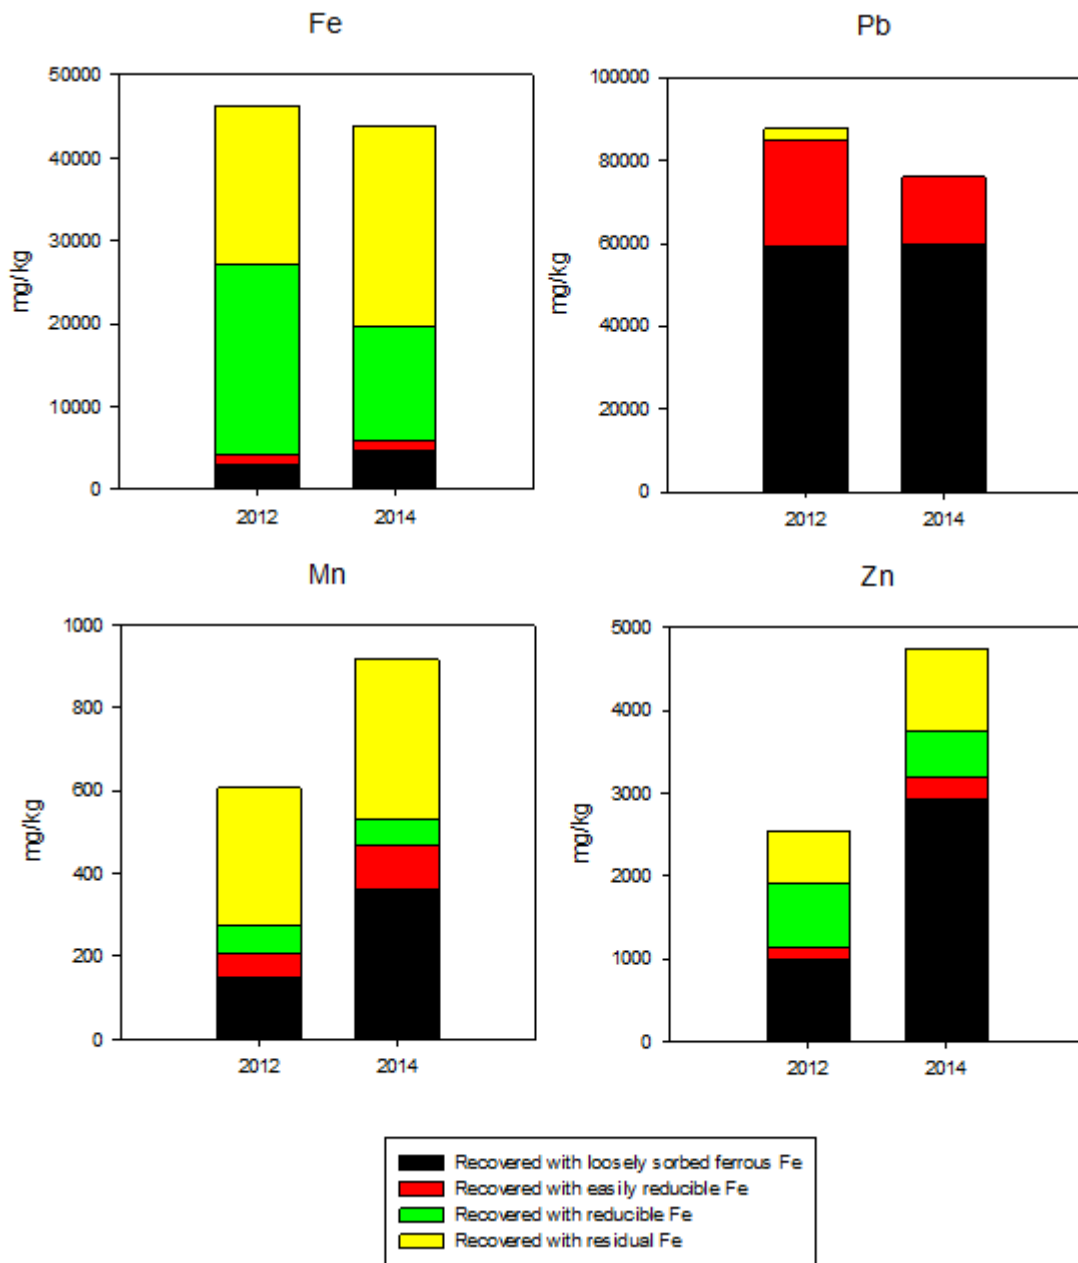 Fe
Pb
50000
40000
30000
20000
10000
0
mg/kg
2012
2014
100000
80000
60000
40000
20000
0
mg/kg
2012
2014
Mn
Zn
1000
800
600
400
200
0
mg/kg
2012
2014
5000
4000
3000
2000
1000
0
mg/kg
2012
2014
Recovered with loosely sorbed ferrous Fe
Recovered with easily reducible Fe
Recovered with reducible Fe
Recovered with residual Fe